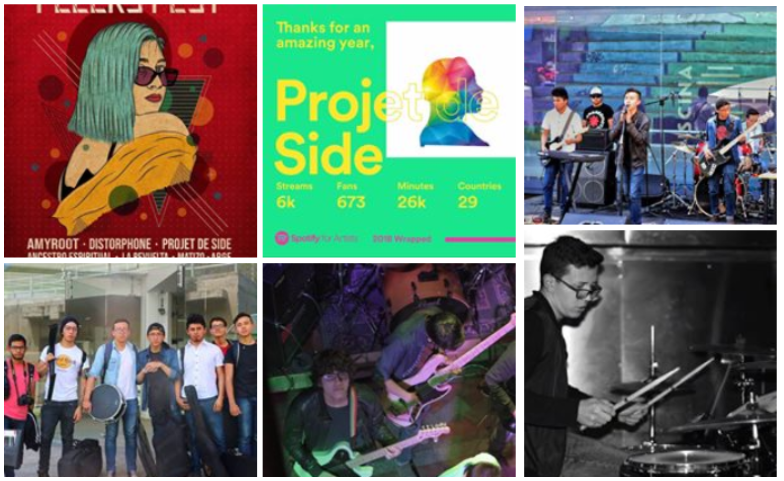 AMYROOT · DISTORPHONE · PROJET DE SIDE
Thanks for an
amazing year,
Projet de
Side
Streams Fans Minutes Countries
6k 673 26k 29
Spotify for Artists 2018 Wrapped